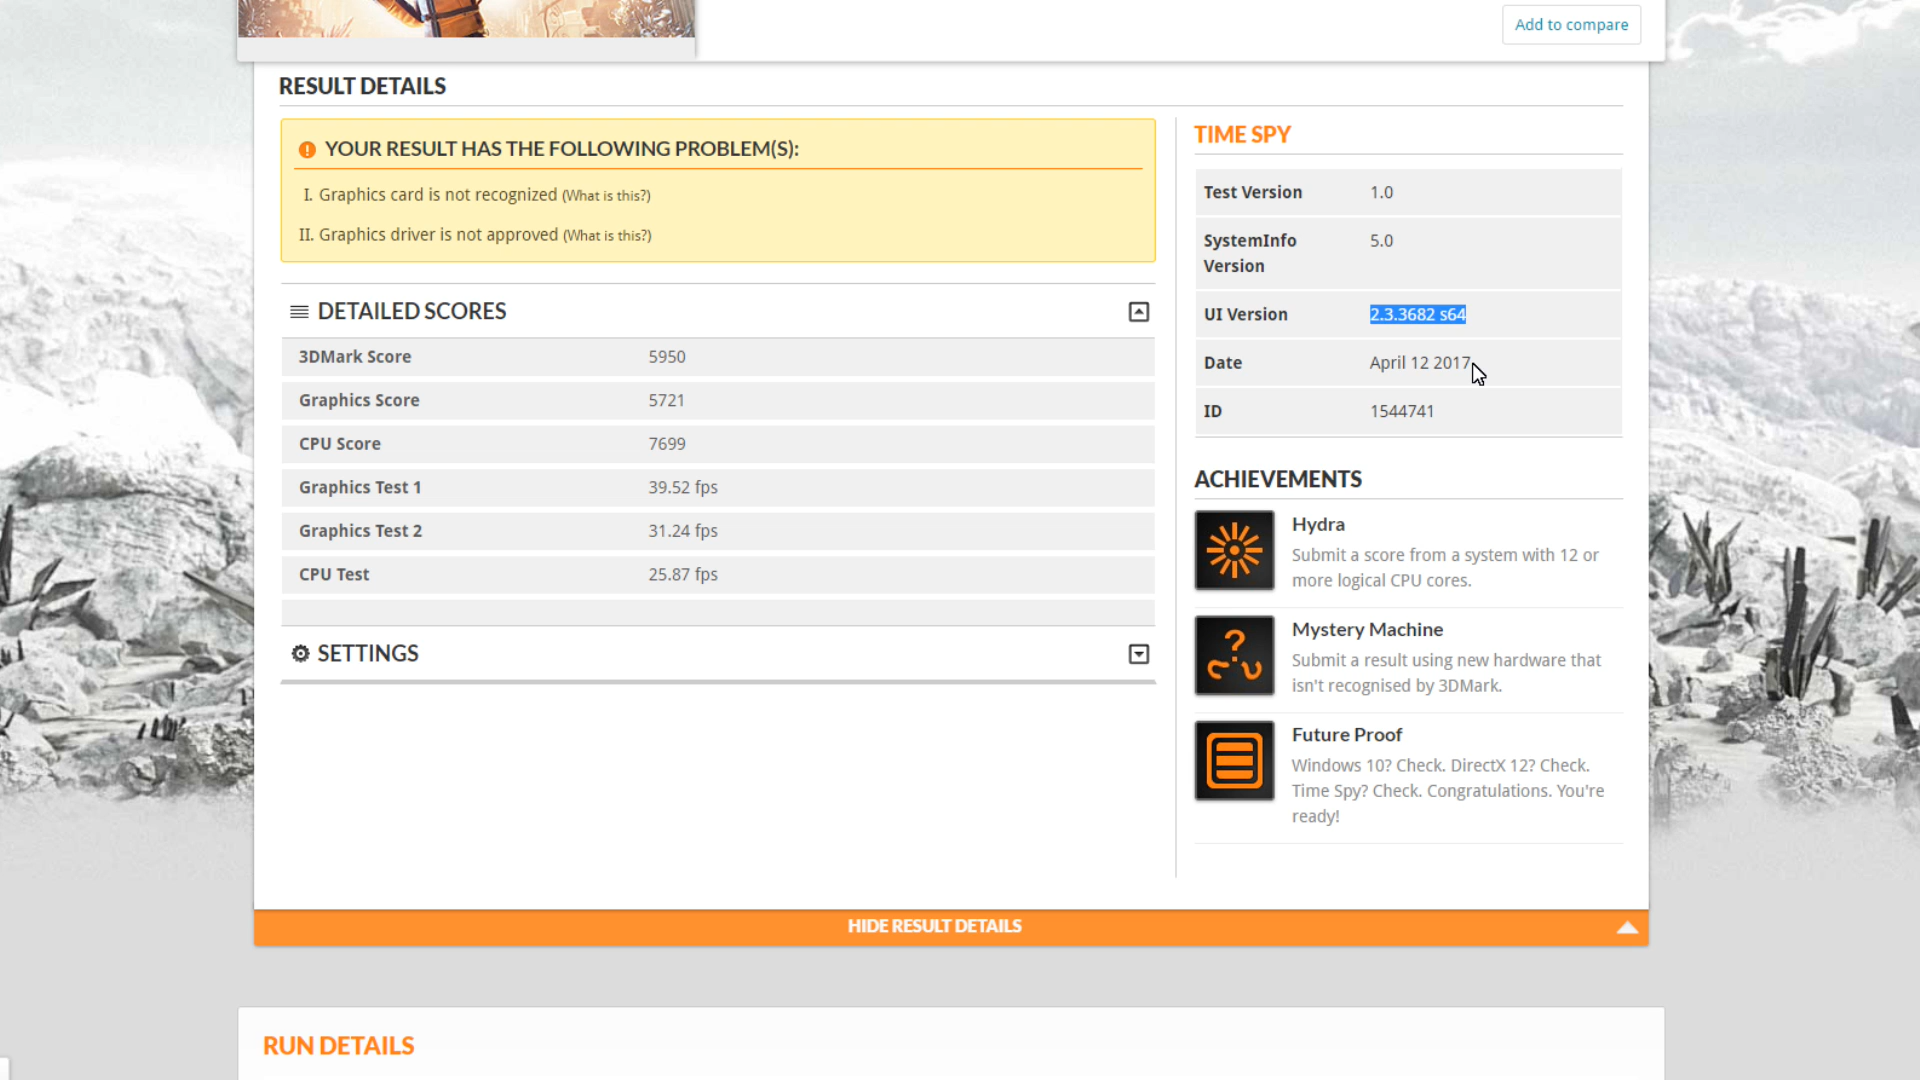 Add to compare
RESULT DETAILS
YOUR RESULT HAS THE FOLLOWING PROBLEM(S):
I. Graphics card is not recognized (What is this?)
II. Graphics driver is not approved (What is this?)
DETAILED SCORES
3DMark Score 5950
Graphics Score 5721
CPU Score 7699
Graphics Test 1 39.52 fps
Graphics Test 2 31.24 fps
CPU Test 25.87 fps
SETTINGS
TIME SPY
Test Version 1.0
SystemInfo 5.0
Version
UI Version 2.3.3682 s64
Date April 12 2017
ID 1544741
ACHIEVEMENTS
Hydra
Submit a score from a system with 12 or
more logical CPU cores.
Mystery Machine
Submit a result using new hardware that
isn't recognised by 3DMark.
Future Proof
Windows 10? Check. DirectX 12? Check.
Time Spy? Check. Congratulations. You're
ready!
HIDE RESULT DETAILS
RUN DETAILS